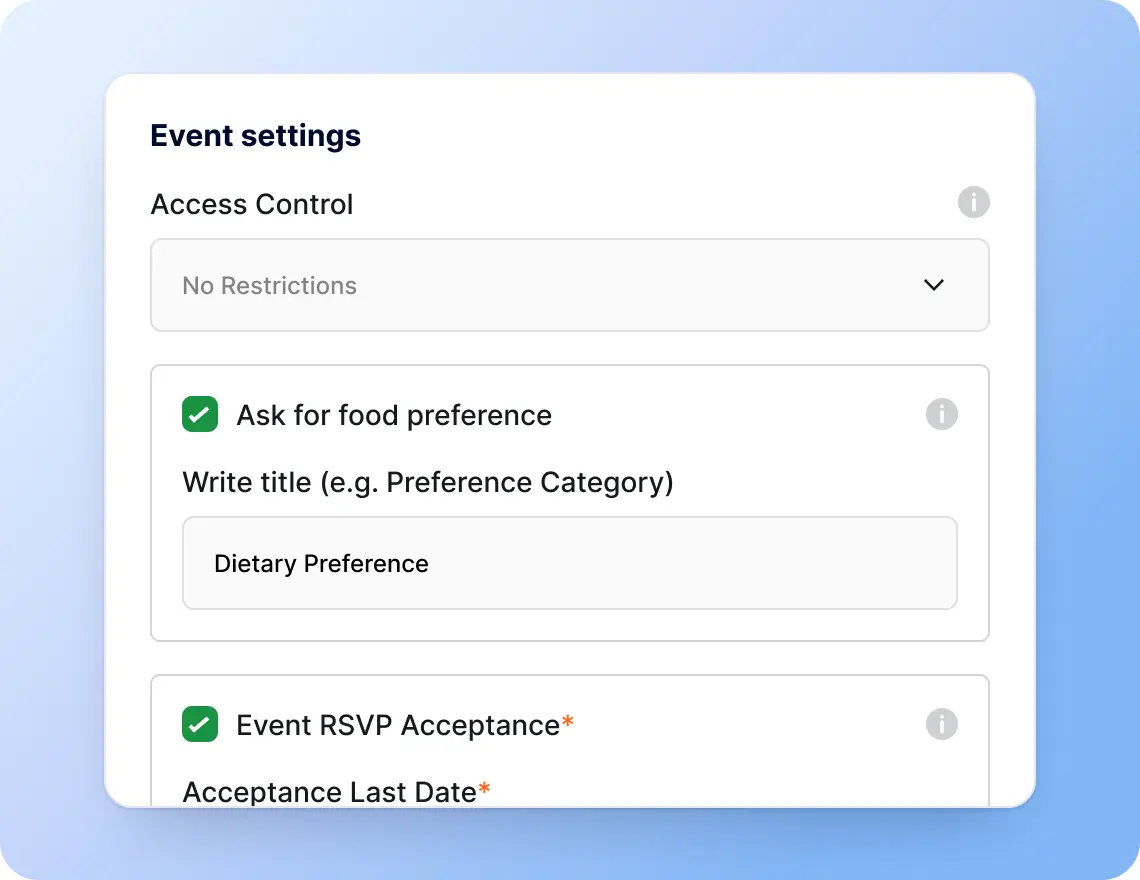 Event settings
Access Control
No Restrictions
Ask for food preference
Write title (e.g. Preference Category)
Dietary Preference
Event RSVP Acceptance*
Acceptance Last Date*